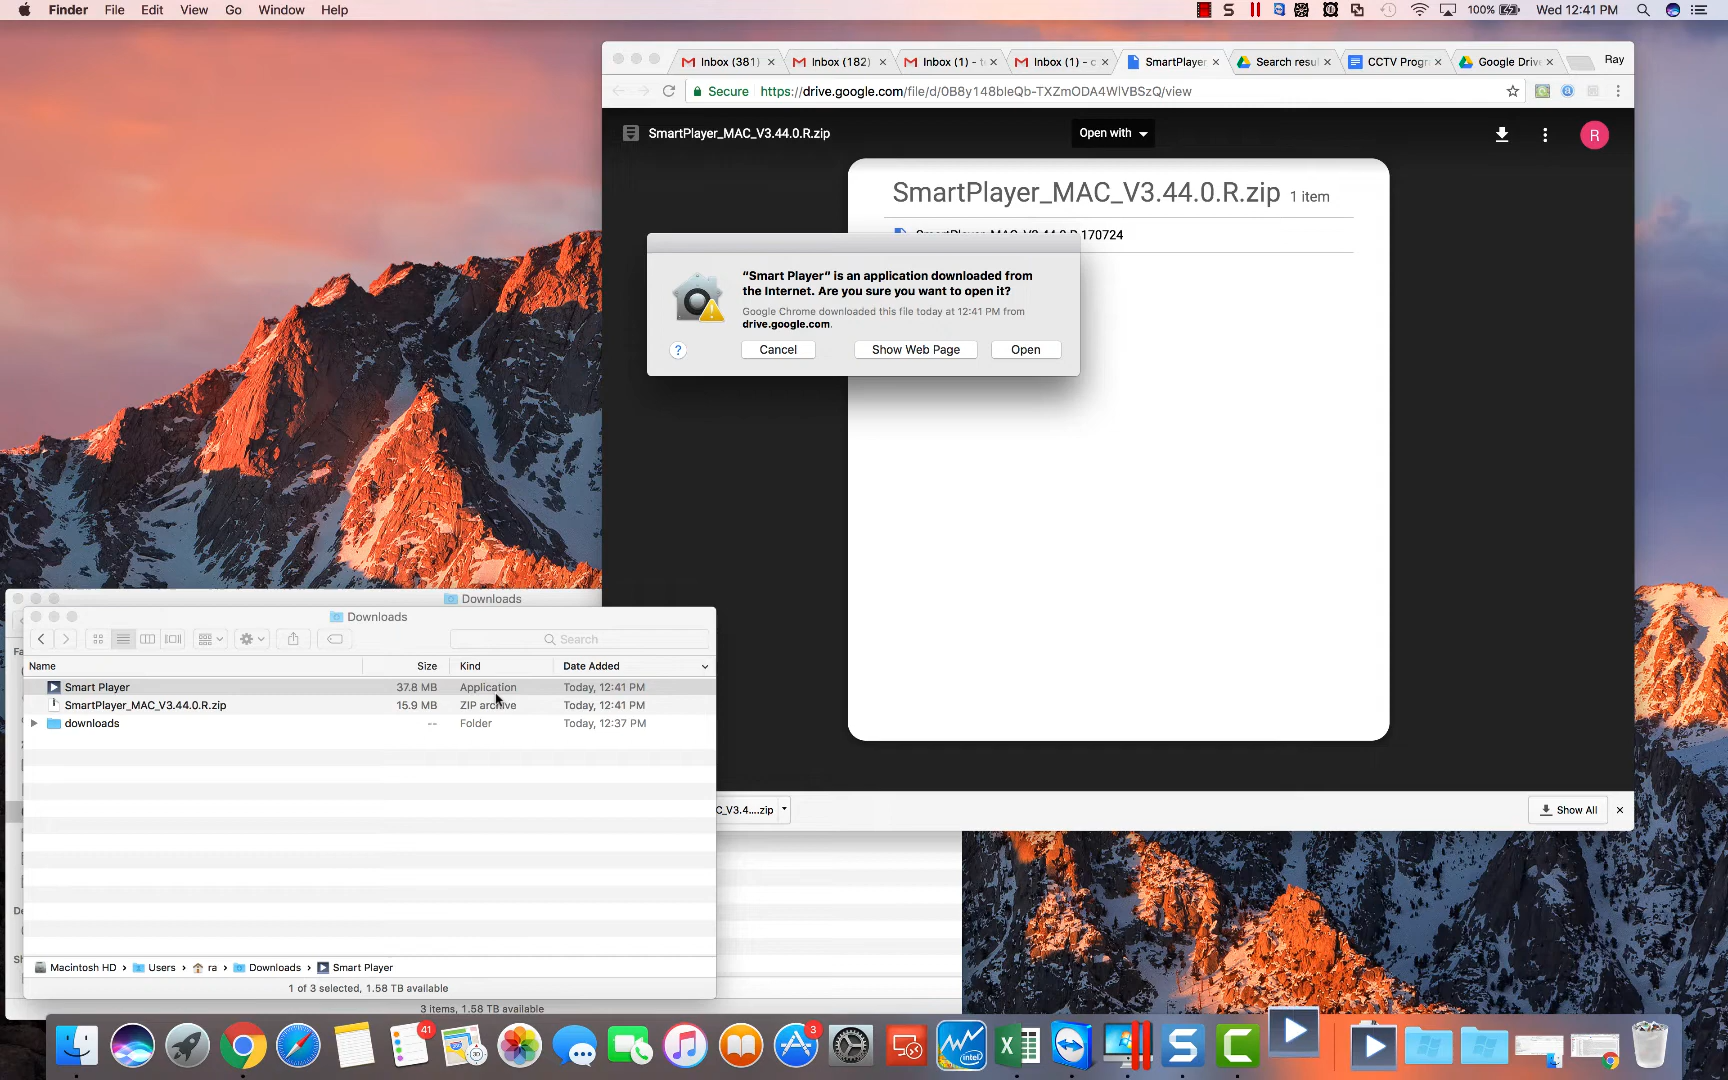 Finder File Edit View Go Window Help
100% Wed 12:41 PM
Inbox (381) Inbox (182) Inbox (1) - Inbox (1) - SmartPlayer CCTV Google Drive Ray
Secure https://drive.google.com/file/d/0B8y148bleQb-TXZmODA4WlVBSzQ/view
SmartPlayer_MAC_V3.44.0.R.zip Open with R
SmartPlayer_MAC_V3.44.0.R.zip 1 item
170724
“Smart Player” is an application downloaded from
the Internet. Are you sure you want to open it?
Google Chrome downloaded this file today at 12:41 PM from
drive.google.com.
? Cancel Show Web Page Open
Downloads
Downloads
Search
Name Size Kind Date Added
Smart Player 37.8 MB Application Today, 12:41 PM
SmartPlayer_MAC_V3.44.0.R.zip 15.9 MB ZIP archive Today, 12:41 PM
downloads -- Folder Today, 12:37 PM
C_V3.4....zip Show All
Macintosh HD › Users › ra › Downloads › Smart Player
1 of 3 selected, 1.58 TB available
3 items, 1.58 TB available
41 3D 3 intel